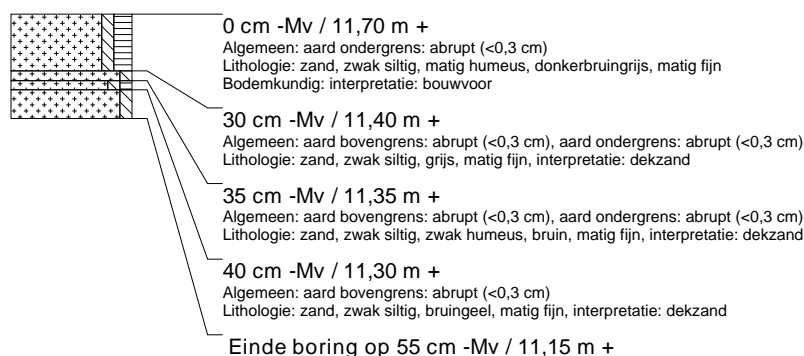 0 cm -Mv / 11,70 m +
Algemeen: aard ondergrens: abrupt (<0,3 cm)
Lithologie: zand, zwak siltig, matig humeus, donkerbruingrijs, matig fijn
Bodemkundig: interpretatie: bouwvoor
30 cm -Mv / 11,40 m +
Algemeen: aard bovengrens: abrupt (<0,3 cm), aard ondergrens: abrupt (<0,3 cm)
Lithologie: zand, zwak siltig, grijs, matig fijn, interpretatie: dekzand
35 cm -Mv / 11,35 m +
Algemeen: aard bovengrens: abrupt (<0,3 cm), aard ondergrens: abrupt (<0,3 cm)
Lithologie: zand, zwak siltig, zwak humeus, bruin, matig fijn, interpretatie: dekzand
40 cm -Mv / 11,30 m +
Algemeen: aard bovengrens: abrupt (<0,3 cm)
Lithologie: zand, zwak siltig, bruingeel, matig fijn, interpretatie: dekzand
Einde boring op 55 cm -Mv / 11,15 m +